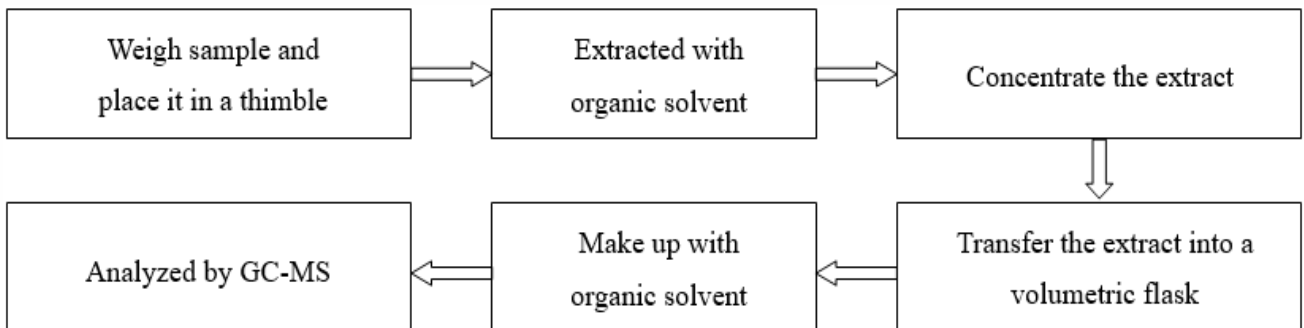 Weigh sample and
place it in a thimble
Extracted with
organic solvent
Concentrate the extract
Transfer the extract into a
volumetric flask
Make up with
organic solvent
Analyzed by GC-MS